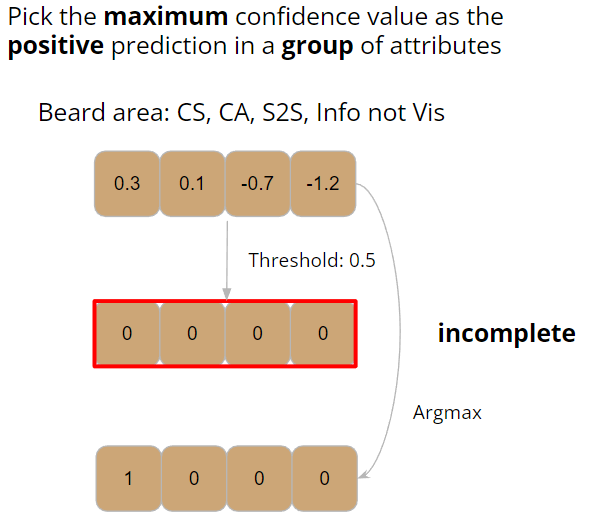 Pick the maximum confidence value as the
positive prediction in a group of attributes
Beard area: CS, CA, S2S, Info not Vis
0.3 0.1 -0.7 -1.2
Threshold: 0.5
0 0 0 0
incomplete
Argmax
1 0 0 0